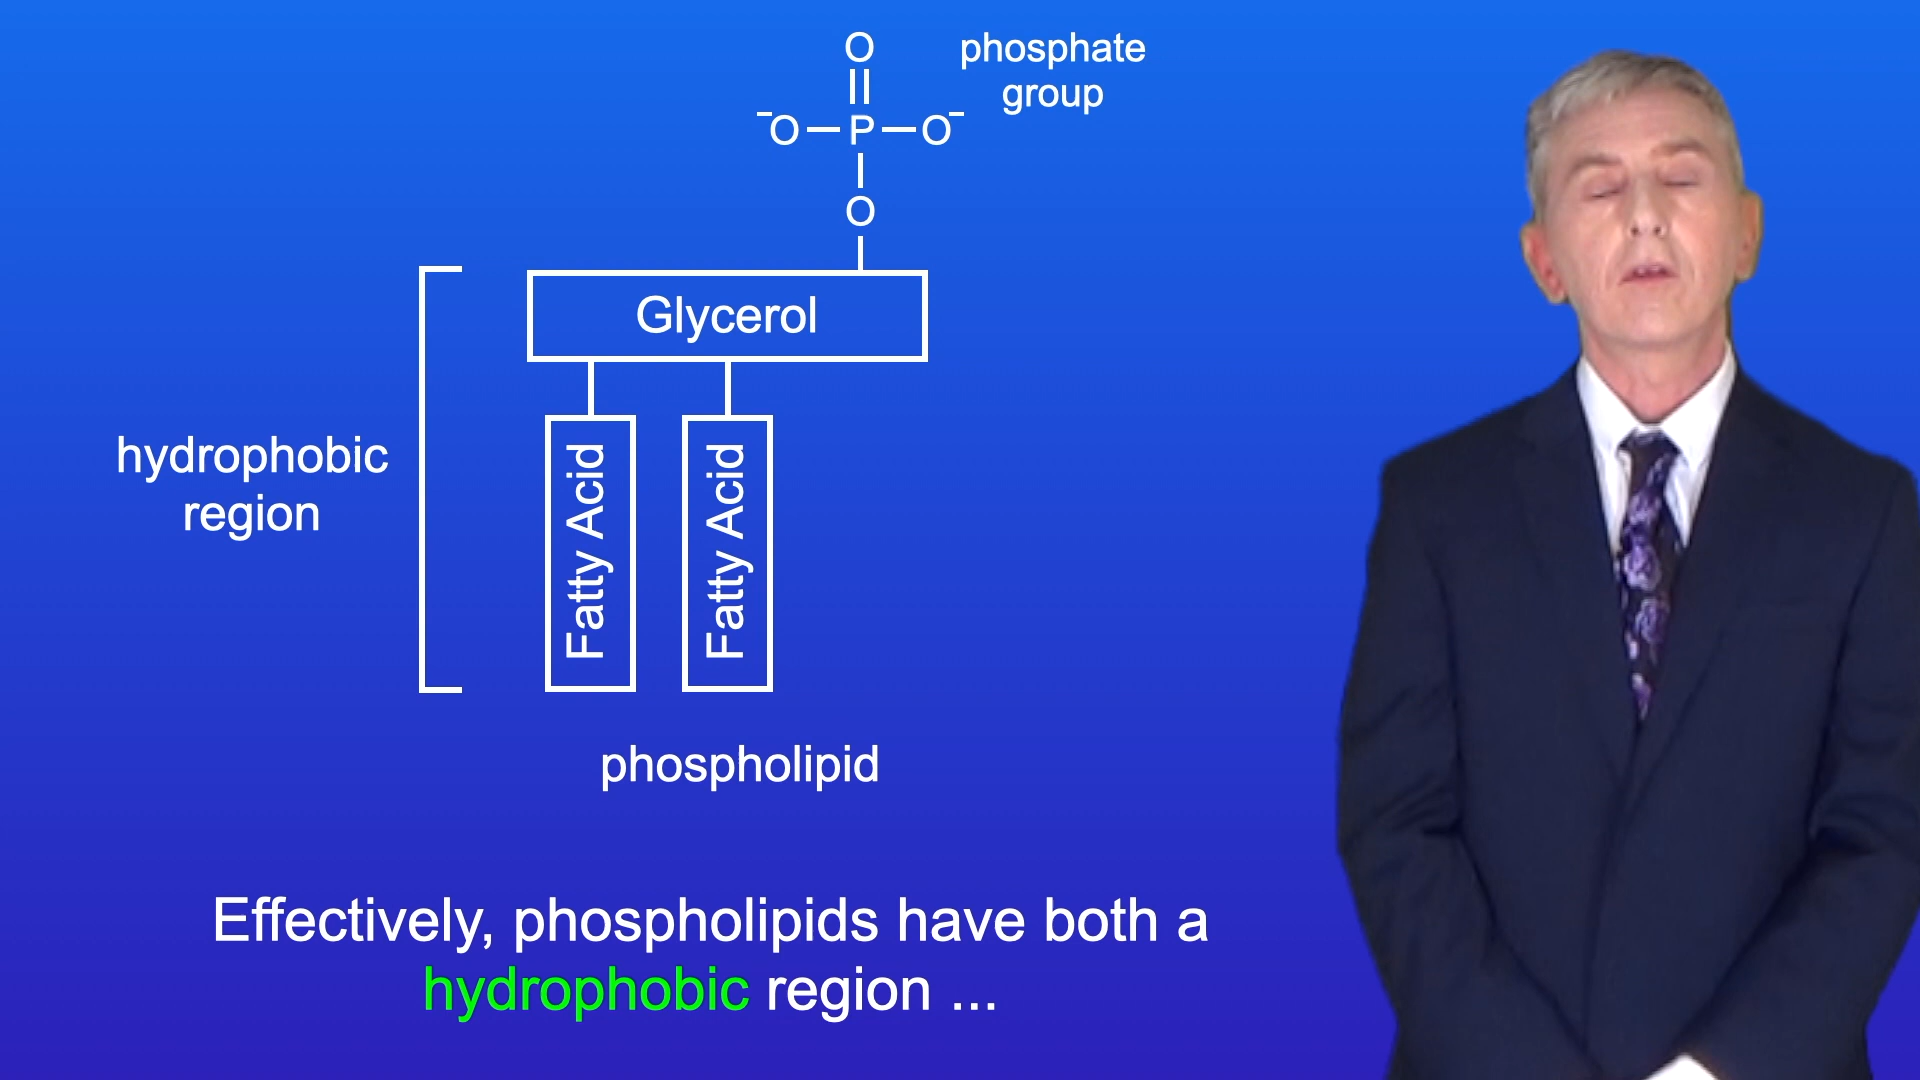 O
phosphate
group
⁻O—P—O⁻
O
Glycerol
hydrophobic
region
Fatty Acid
Fatty Acid
phospholipid
Effectively, phospholipids have both a
hydrophobic region ...